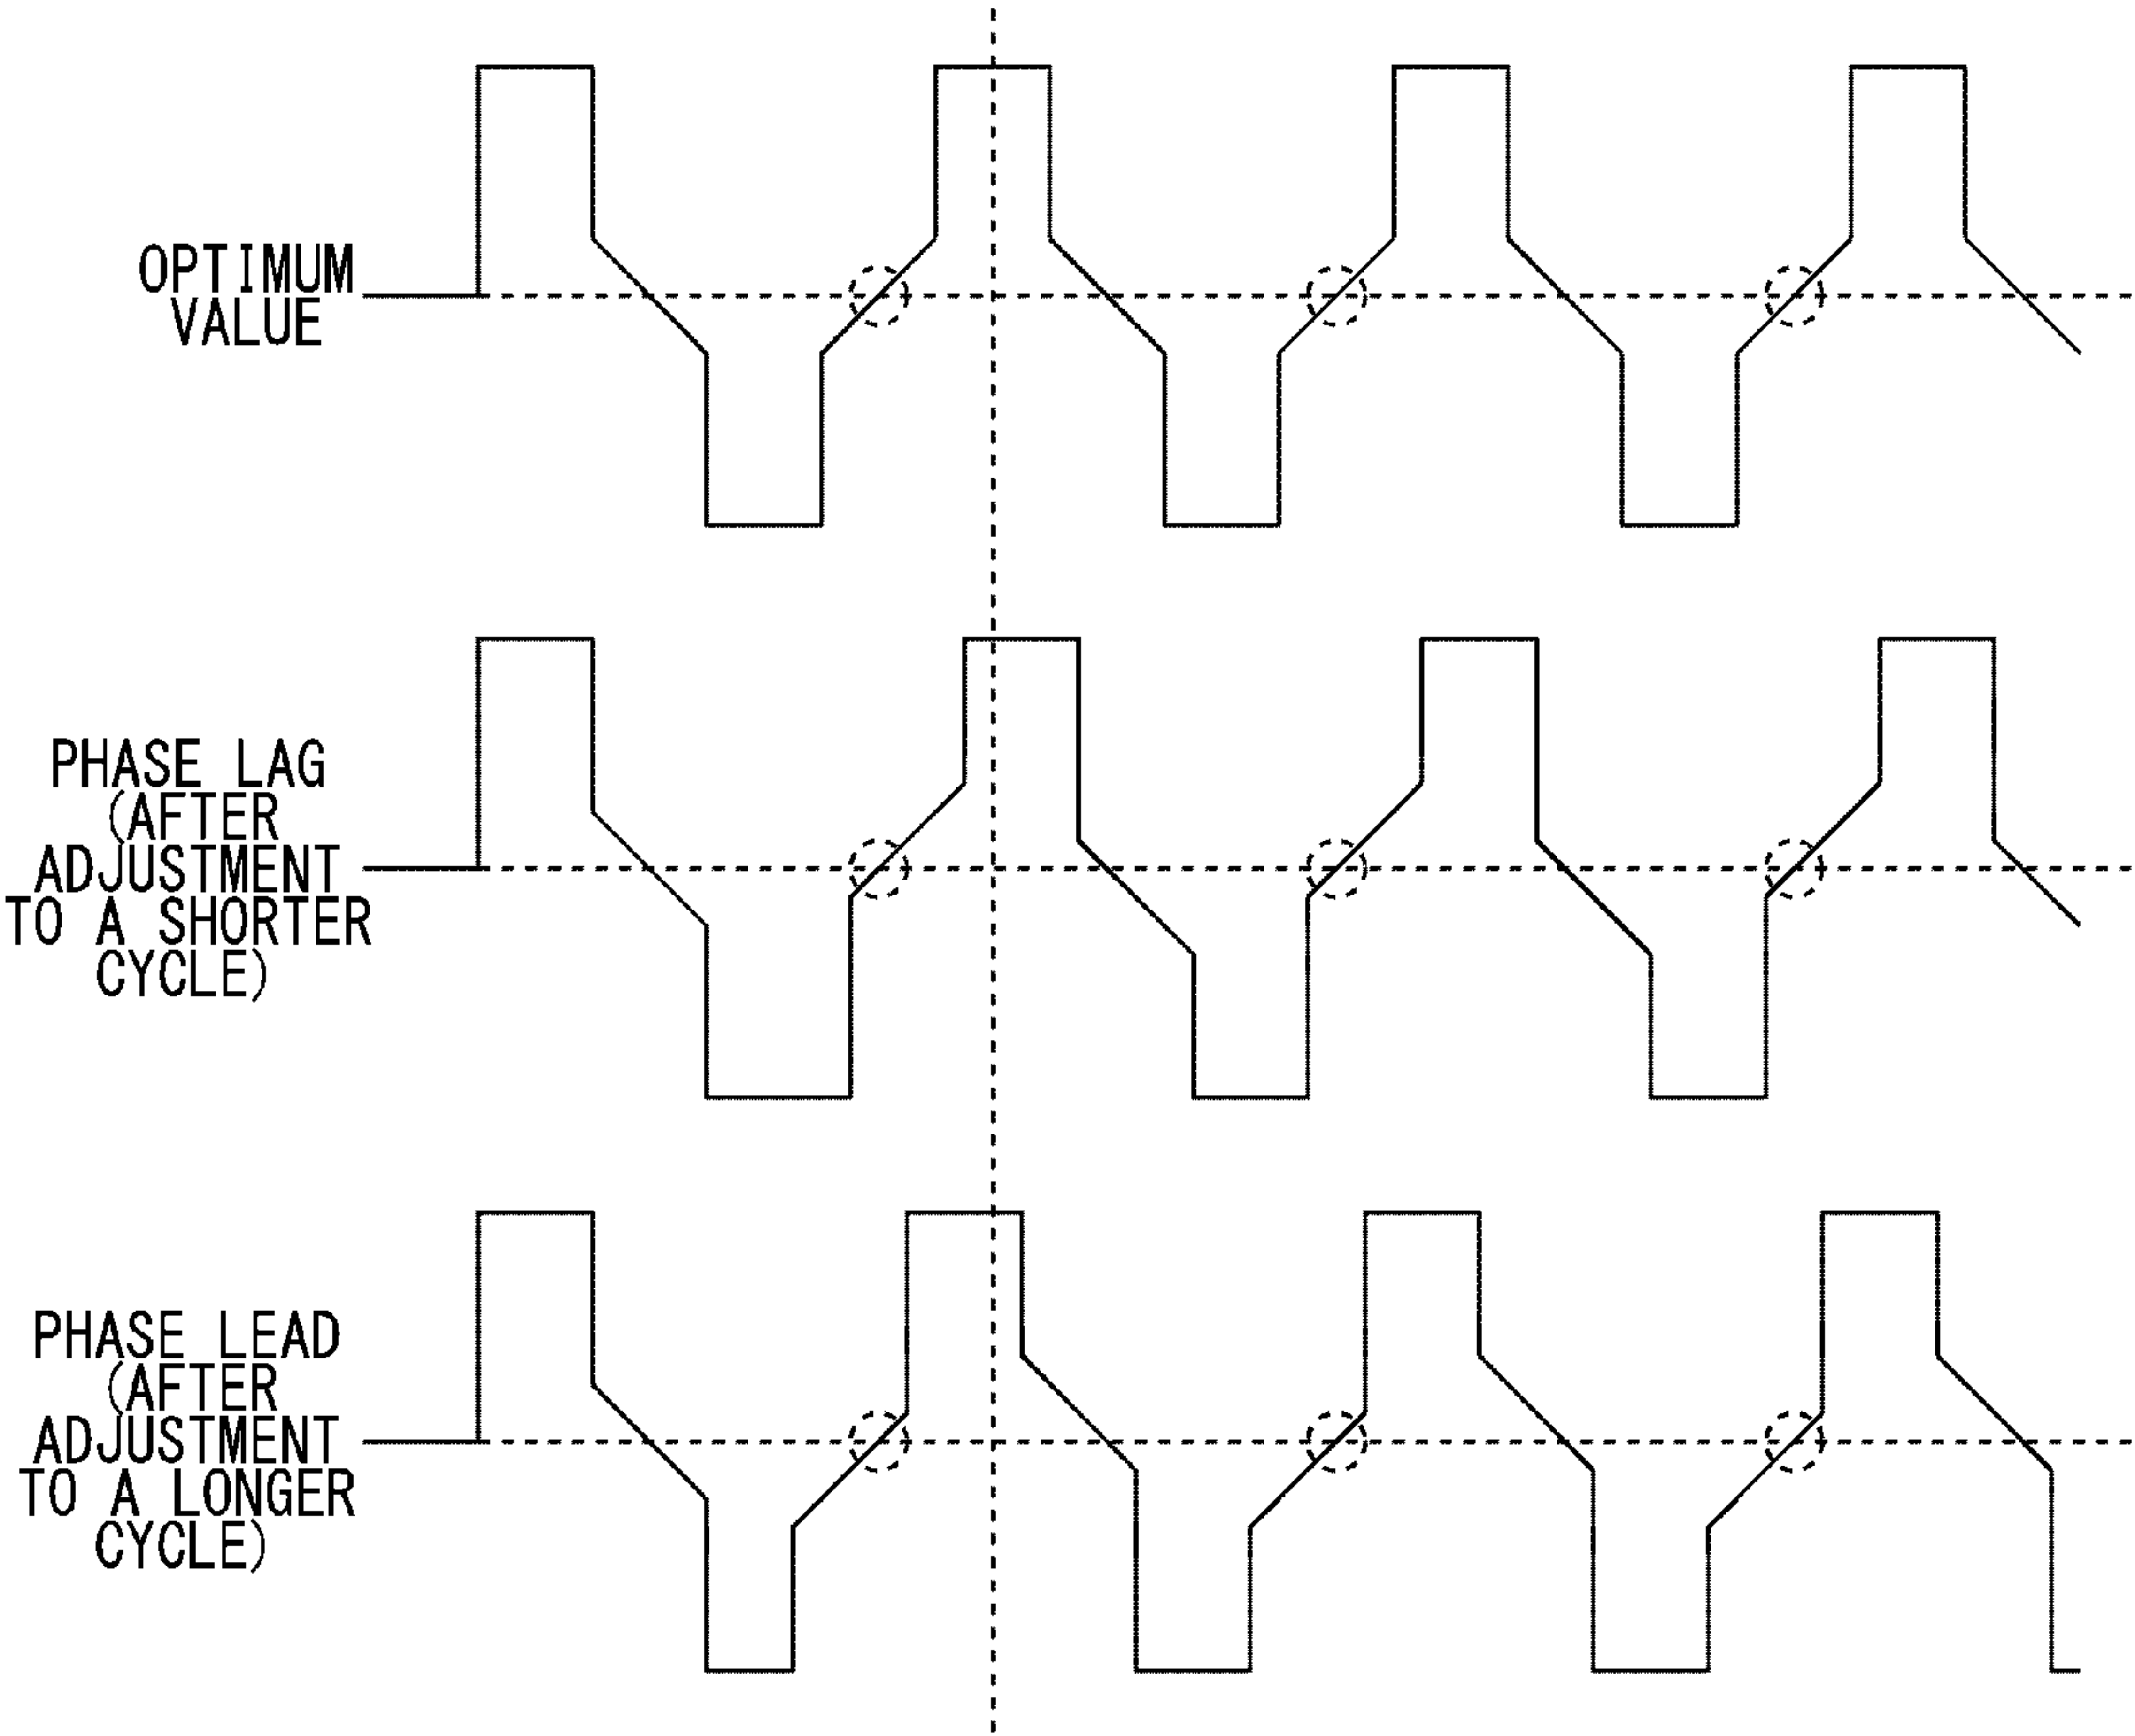 OPTIMUM
VALUE
PHASE LAG
(AFTER
ADJUSTMENT
TO A SHORTER
CYCLE)
PHASE LEAD
(AFTER
ADJUSTMENT
TO A LONGER
CYCLE)